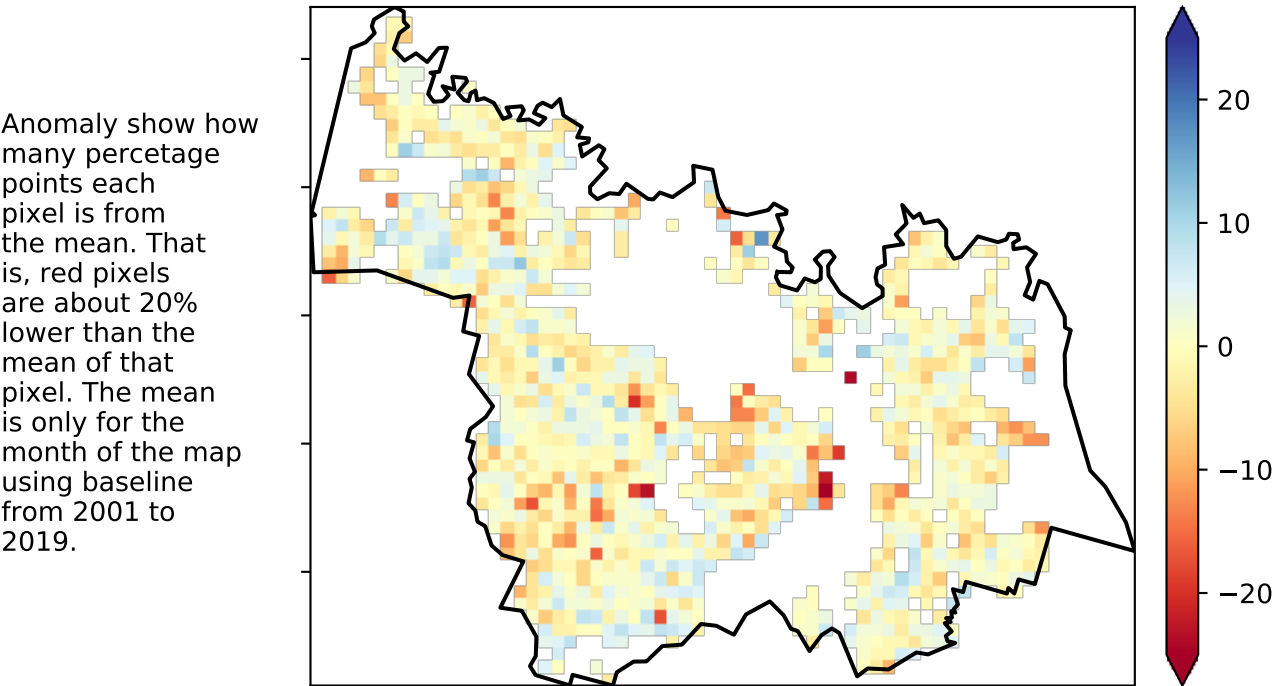 Anomaly show how
many percetage
points each
pixel is from
the mean. That
is, red pixels
are about 20%
lower than the
mean of that
pixel. The mean
is only for the
month of the map
using baseline
from 2001 to
2019.
20
10
0
−10
−20